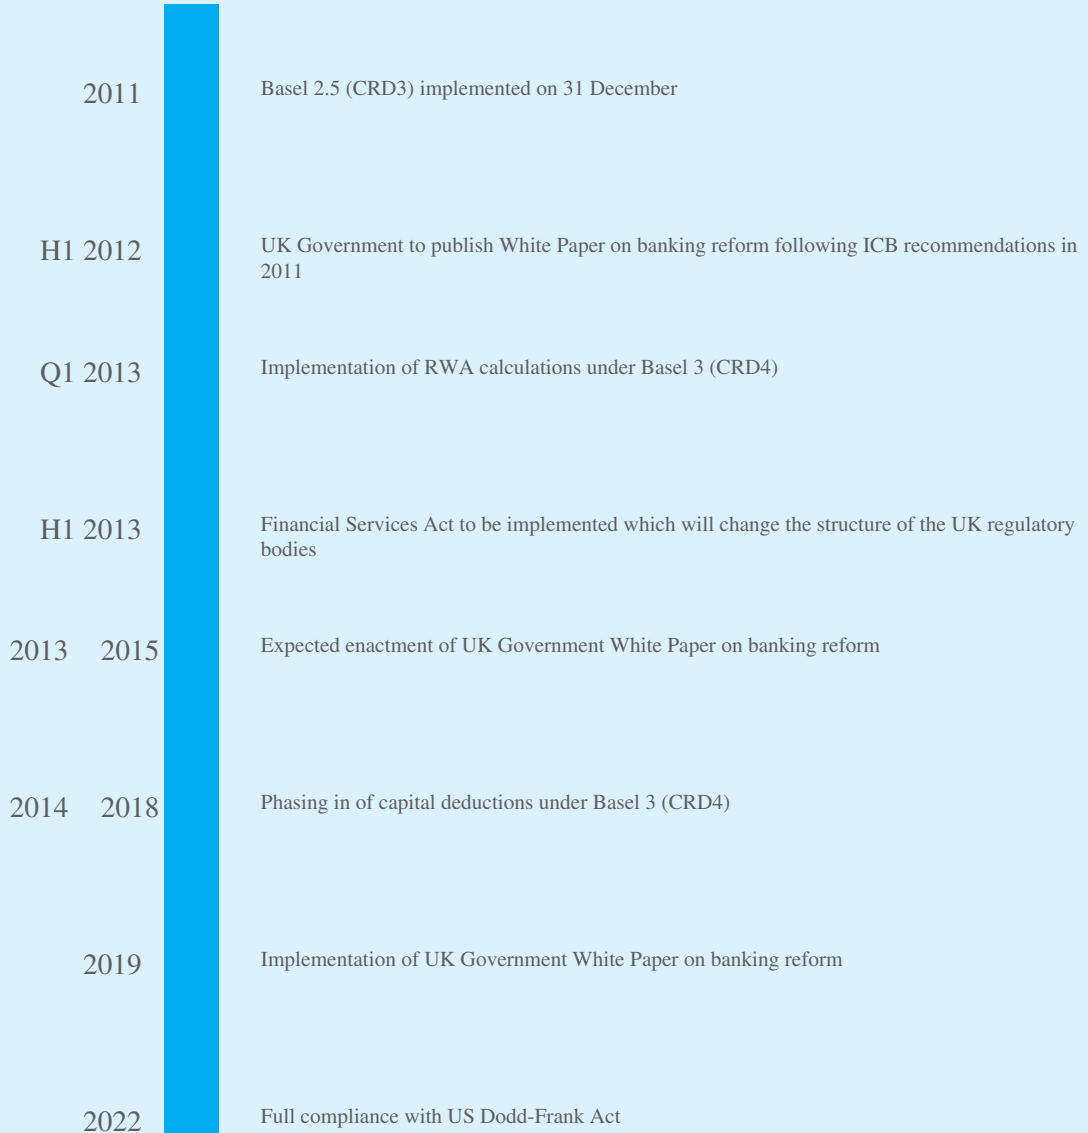 2011
Basel 2.5 (CRD3) implemented on 31 December
H1 2012
UK Government to publish White Paper on banking reform following ICB recommendations in
2011
Q1 2013
Implementation of RWA calculations under Basel 3 (CRD4)
H1 2013
Financial Services Act to be implemented which will change the structure of the UK regulatory
bodies
2013 2015
Expected enactment of UK Government White Paper on banking reform
2014 2018
Phasing in of capital deductions under Basel 3 (CRD4)
2019
Implementation of UK Government White Paper on banking reform
2022
Full compliance with US Dodd-Frank Act